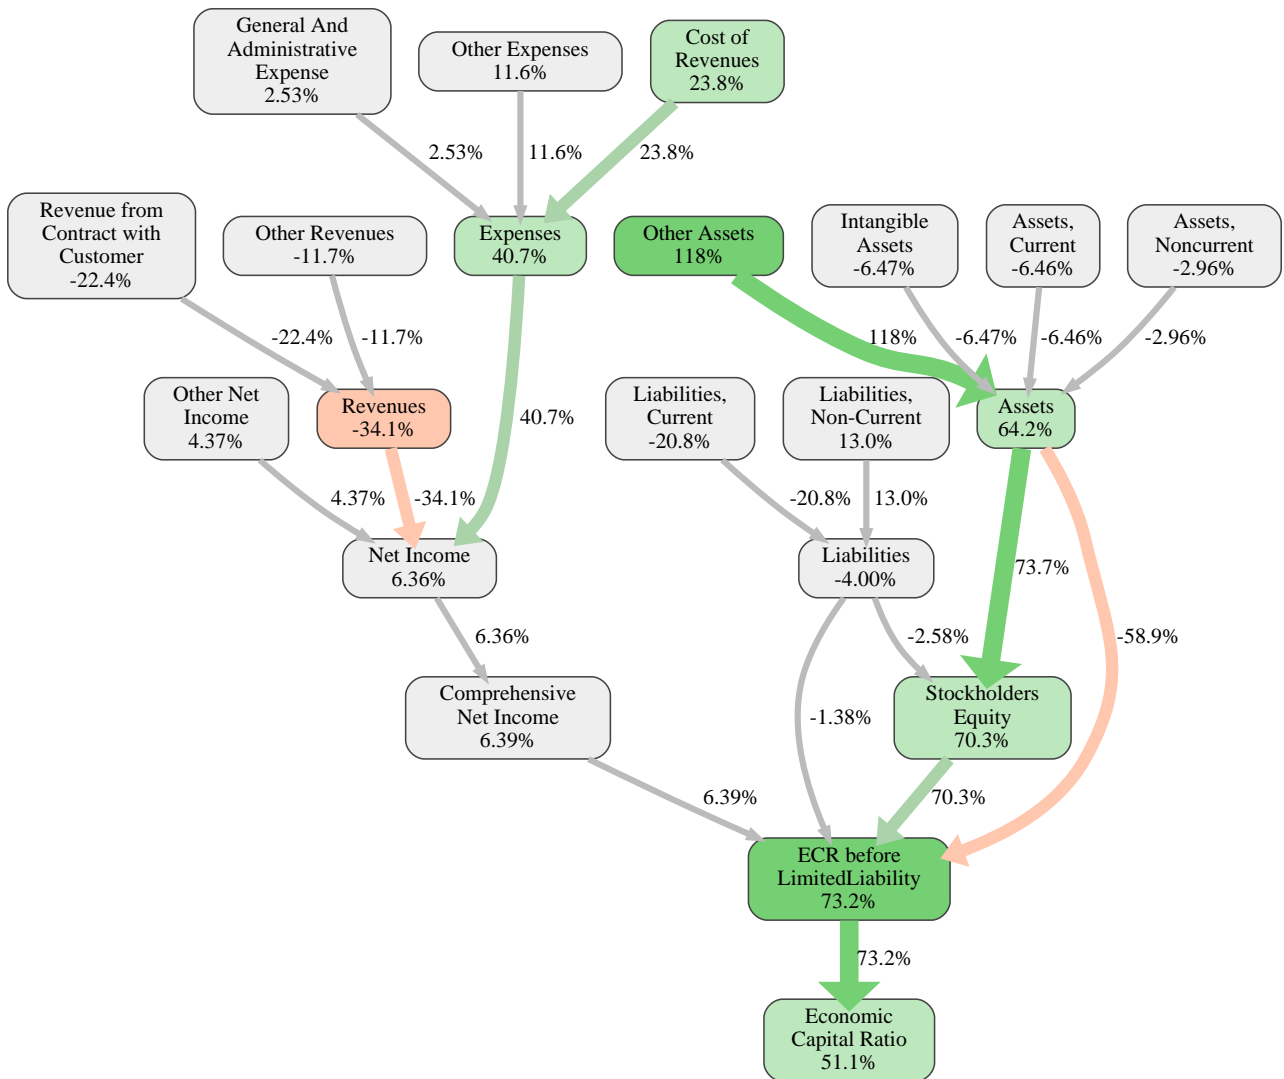 General And
Administrative
Expense
2.53%
Other Expenses
11.6%
Cost of
Revenues
23.8%
2.53%
11.6%
23.8%
Revenue from
Contract with
Customer
-22.4%
Other Revenues
-11.7%
Expenses
40.7%
Other Assets
118%
Intangible
Assets
-6.47%
Assets,
Current
-6.46%
Assets,
Noncurrent
-2.96%
-22.4%
-11.7%
118%
-6.47%
-6.46%
-2.96%
Other Net
Income
4.37%
Revenues
-34.1%
40.7%
Liabilities,
Current
-20.8%
Liabilities,
Non-Current
13.0%
Assets
64.2%
4.37%
-34.1%
-20.8%
13.0%
Net Income
6.36%
Liabilities
-4.00%
73.7%
6.36%
-2.58%
-58.9%
Comprehensive
Net Income
6.39%
-1.38%
Stockholders
Equity
70.3%
6.39%
70.3%
ECR before
LimitedLiability
73.2%
73.2%
Economic
Capital Ratio
51.1%